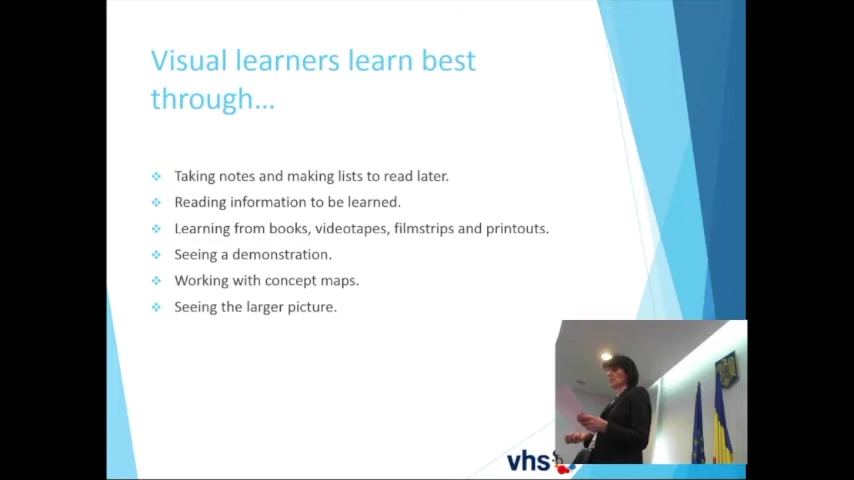 Visual learners learn best
through...
Taking notes and making lists to read later.
Reading information to be learned.
Learning from books, videotapes, filmstrips and printouts.
Seeing a demonstration.
Working with concept maps.
Seeing the larger picture.
vhs